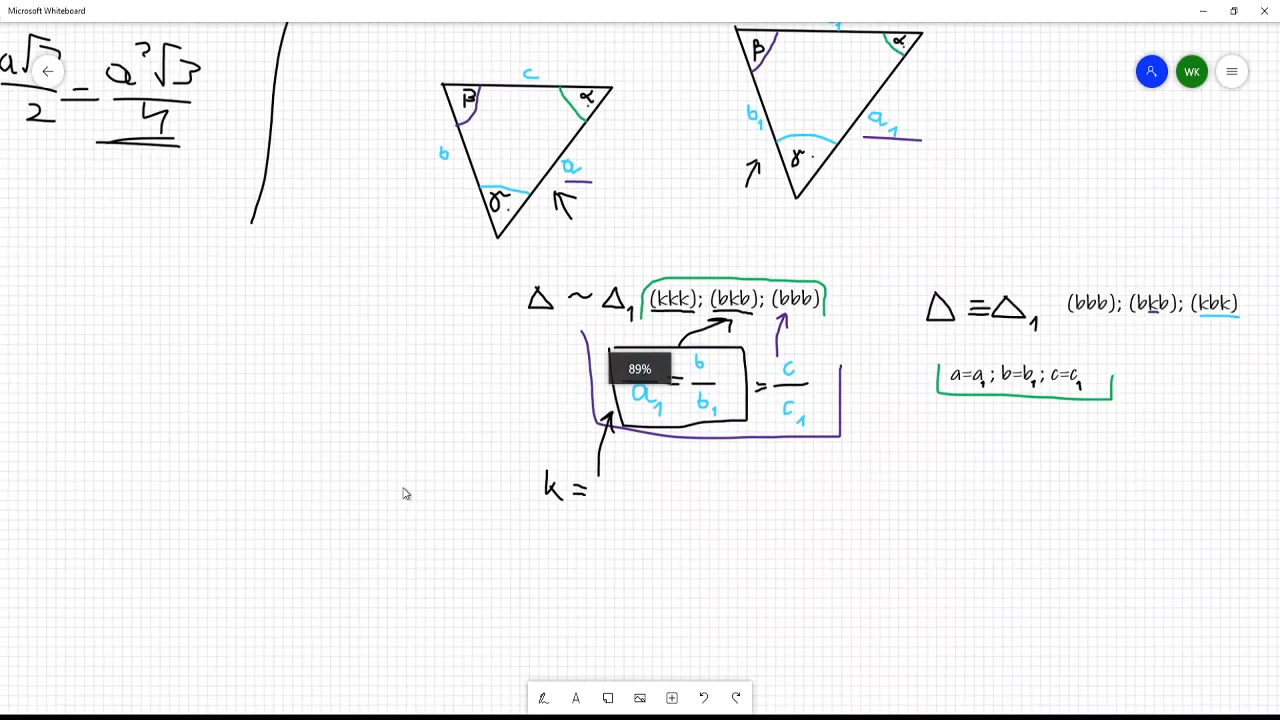 Microsoft Whiteboard
a√3/2 = a²√3/4
c
β
α
b
a
γ
β
α
b₁
a₁
γ
WK
Δ ~ Δ₁ (kkk); (bkb); (bbb)
Δ ≡ Δ₁ (bbb); (bkb); (kbk)
89%
a₁ = b/b₁ = c/c₁
a=a₁; b=b₁; c=c₁
k =